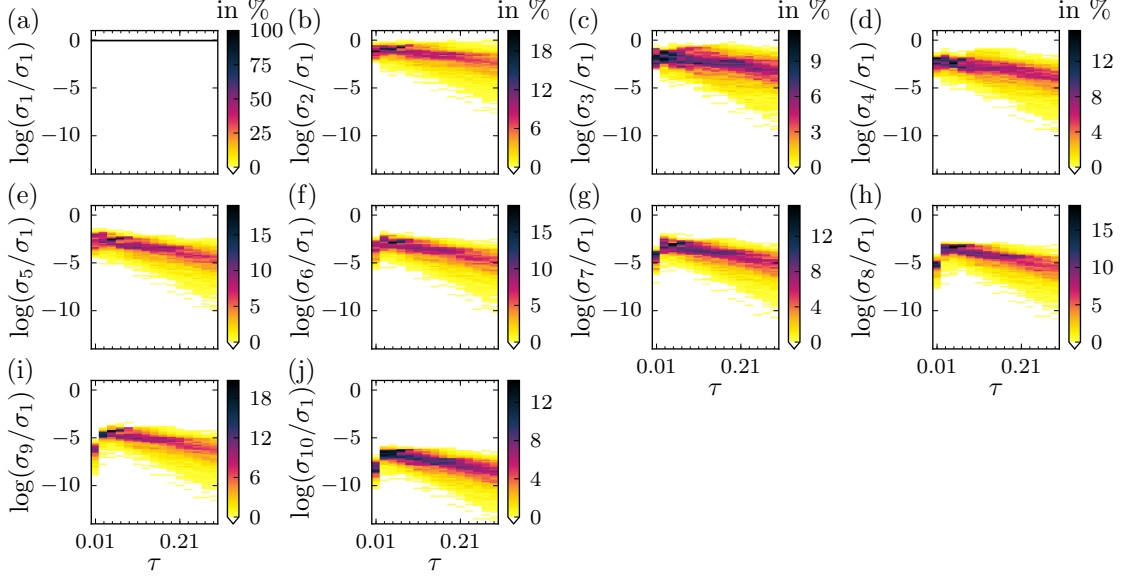 (a) in % (b) in % (c) in % (d) in %
log(σ₁/σ₁) 0 −5 −10 100 75 50 25 0
log(σ₂/σ₁) 0 −5 −10 18 12 6 0
log(σ₃/σ₁) 0 −5 −10 9 6 3 0
log(σ₄/σ₁) 0 −5 −10 12 8 4 0
(e) (f) (g) (h)
log(σ₅/σ₁) 0 −5 −10 15 10 5 0
log(σ₆/σ₁) 0 −5 −10 15 10 5 0
log(σ₇/σ₁) 0 −5 −10 12 8 4 0
0.01 0.21
τ
log(σ₈/σ₁) 0 −5 −10 15 10 5 0
0.01 0.21
τ
(i) (j)
log(σ₉/σ₁) 0 −5 −10 18 12 6 0
0.01 0.21
τ
log(σ₁₀/σ₁) 0 −5 −10 12 8 4 0
0.01 0.21
τ